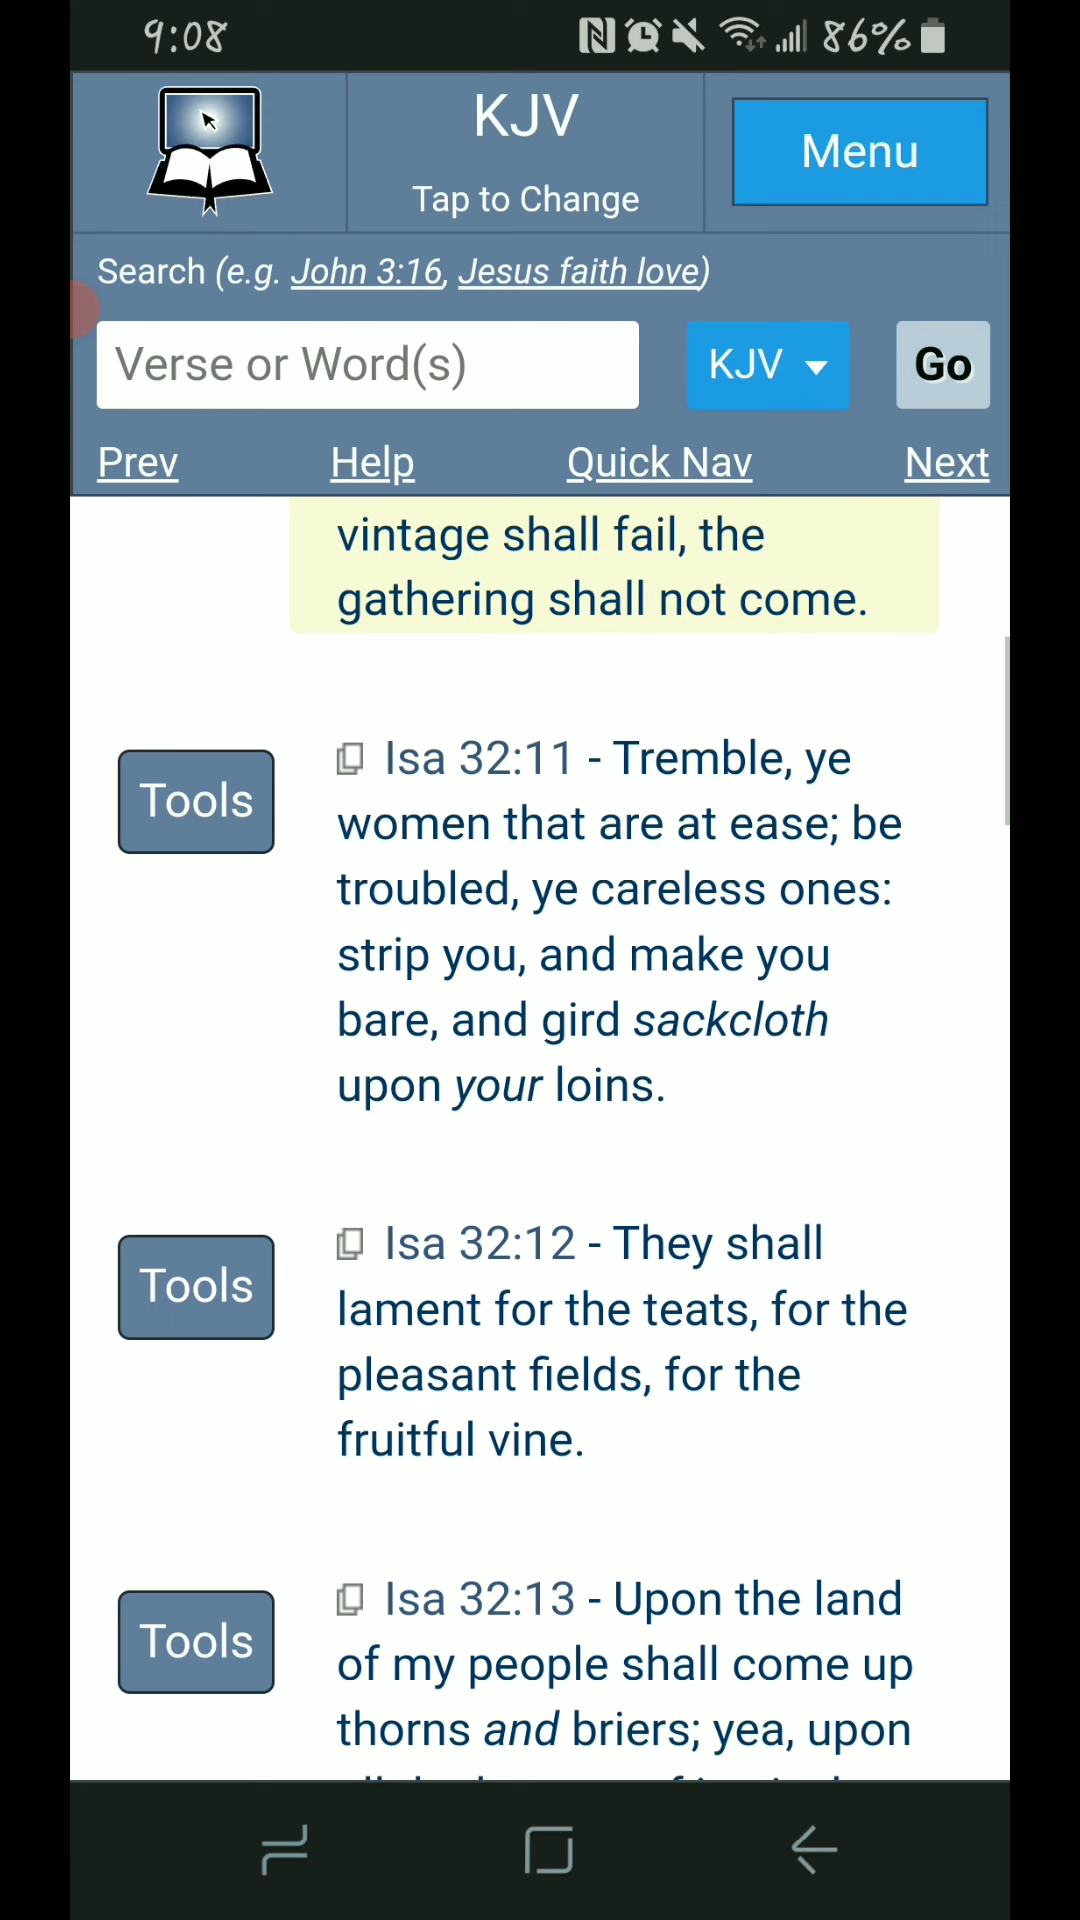 9:08 86%
KJV
Tap to Change
Menu
Search (e.g. John 3:16, Jesus faith love)
Verse or Word(s)
KJV
Go
Prev Help Quick Nav Next
vintage shall fail, the
gathering shall not come.
Tools
Isa 32:11 - Tremble, ye
women that are at ease; be
troubled, ye careless ones:
strip you, and make you
bare, and gird sackcloth
upon your loins.
Tools
Isa 32:12 - They shall
lament for the teats, for the
pleasant fields, for the
fruitful vine.
Tools
Isa 32:13 - Upon the land
of my people shall come up
thorns and briers; yea, upon